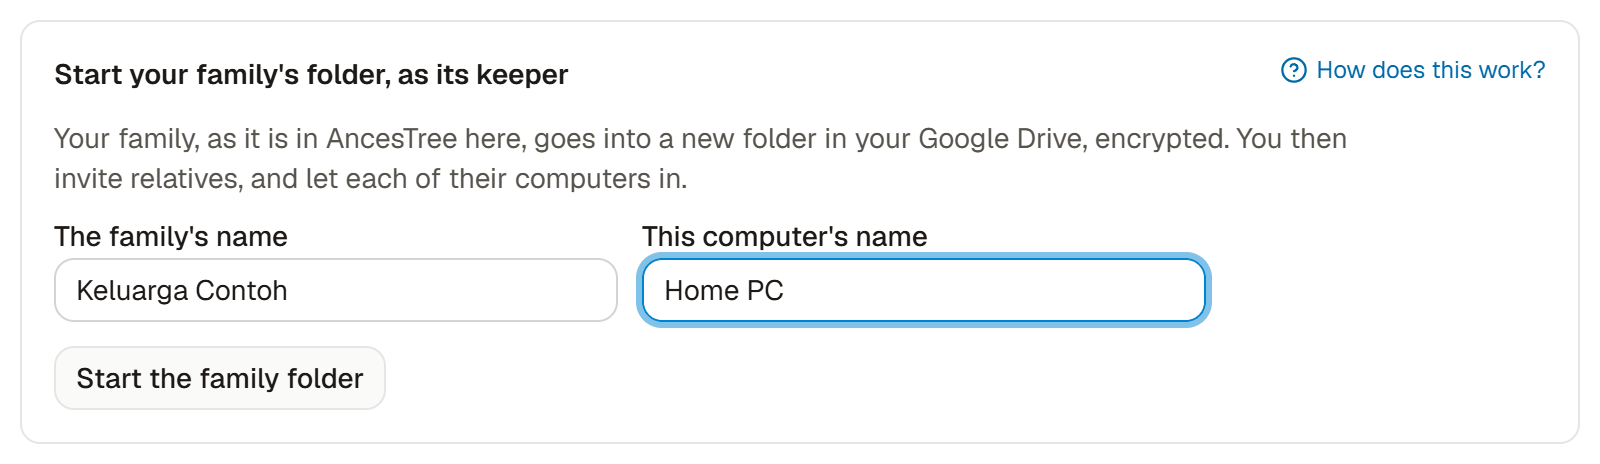 Start your family's folder, as its keeper
How does this work?
Your family, as it is in AncesTree here, goes into a new folder in your Google Drive, encrypted. You then
invite relatives, and let each of their computers in.
The family's name
This computer's name
Keluarga Contoh
Home PC
Start the family folder